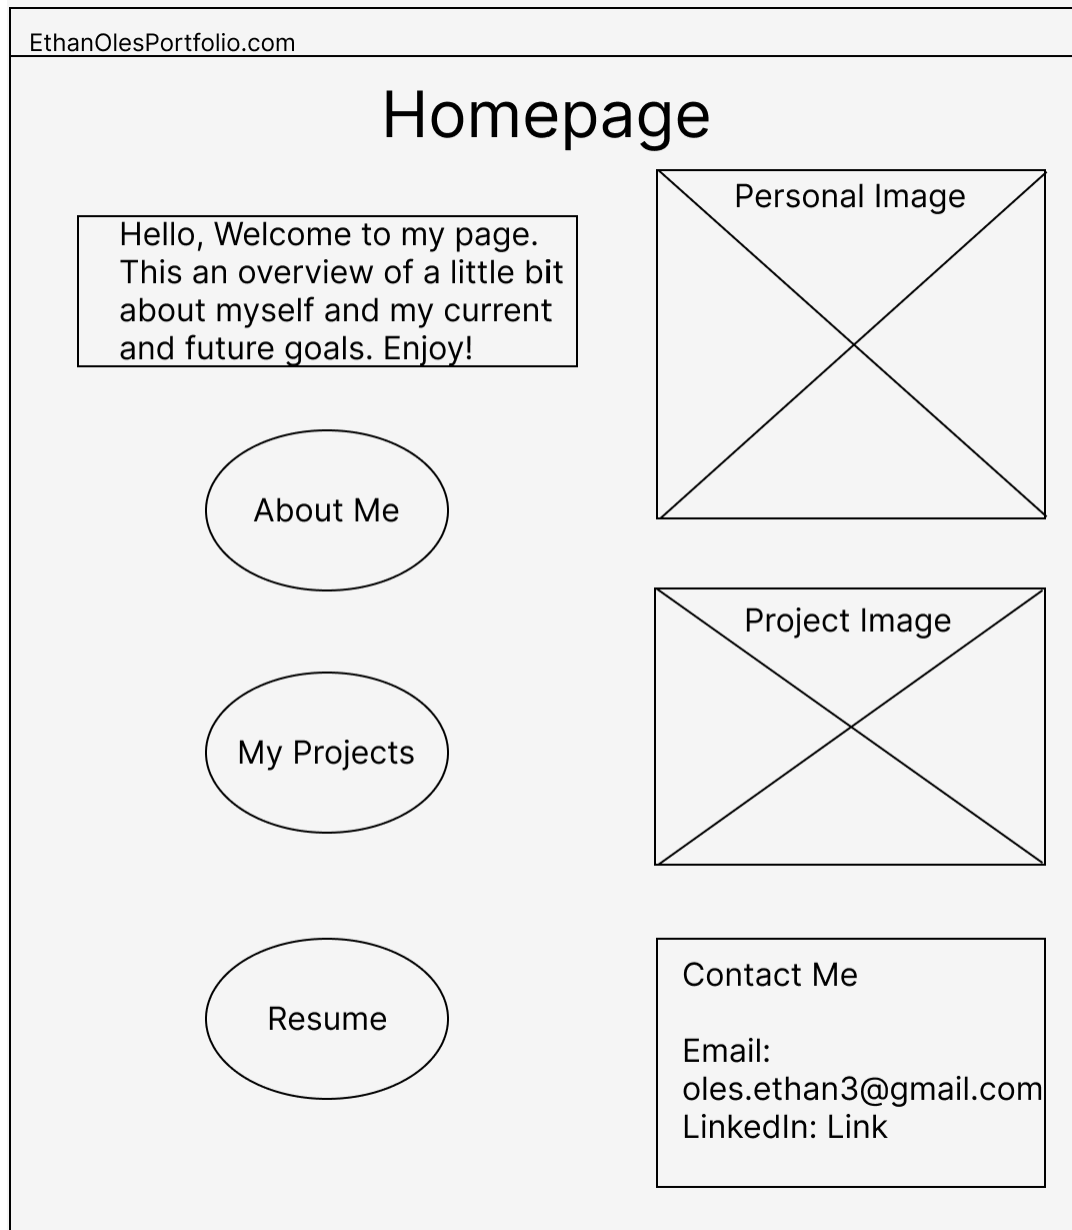 EthanOlesPortfolio.com
Homepage
Hello, Welcome to my page.
This an overview of a little bit
about myself and my current
and future goals. Enjoy!
Personal Image
About Me
Project Image
My Projects
Resume
Contact Me
Email:
oles.ethan3@gmail.com
LinkedIn: Link